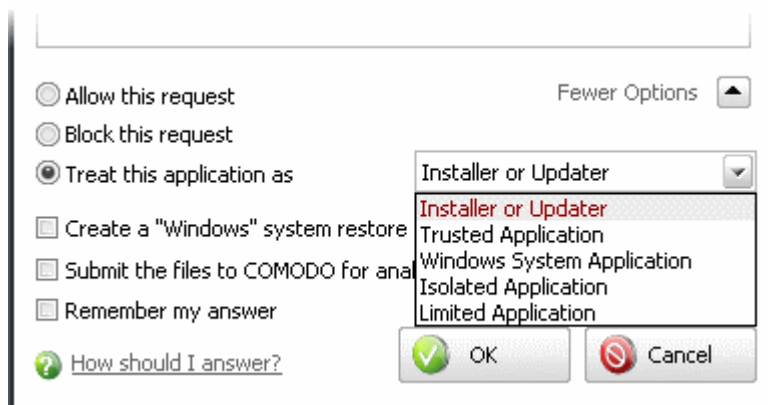 Allow this request
Fewer Options
Block this request
Treat this application as
Installer or Updater
Installer or Updater
Create a "Windows" system restore
Trusted Application
Windows System Application
Submit the files to COMODO for anal
Isolated Application
Remember my answer
Limited Application
How should I answer?
OK
Cancel